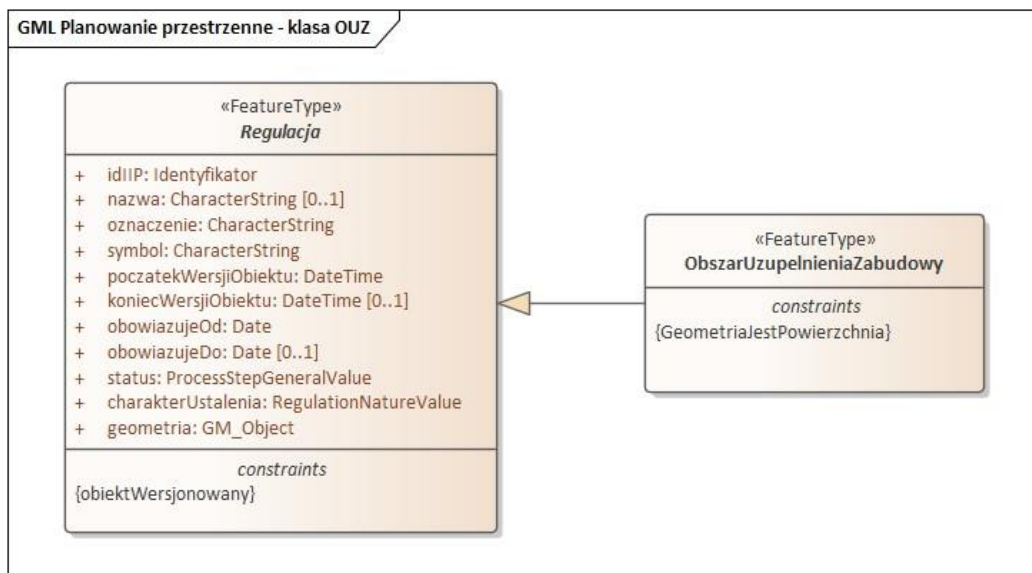 GML Planowanie przestrzenne - klasa OUZ
«FeatureType»
Regulacja
+ idIIP: Identyfikator
+ nazwa: CharacterString [0..1]
+ oznaczenie: CharacterString
+ symbol: CharacterString
+ poczatekWersjiObiektu: DateTime
+ koniecWersjiObiektu: DateTime [0..1]
+ obowiazujeOd: Date
+ obowiazujeDo: Date [0..1]
+ status: ProcessStepGeneralValue
+ charakterUstalenia: RegulationNatureValue
+ geometria: GM_Object
constraints
{obiektWersjonowany}
«FeatureType»
ObszarUzupelnieniaZabudowy
constraints
{GeometriaJestPowierzchnia}